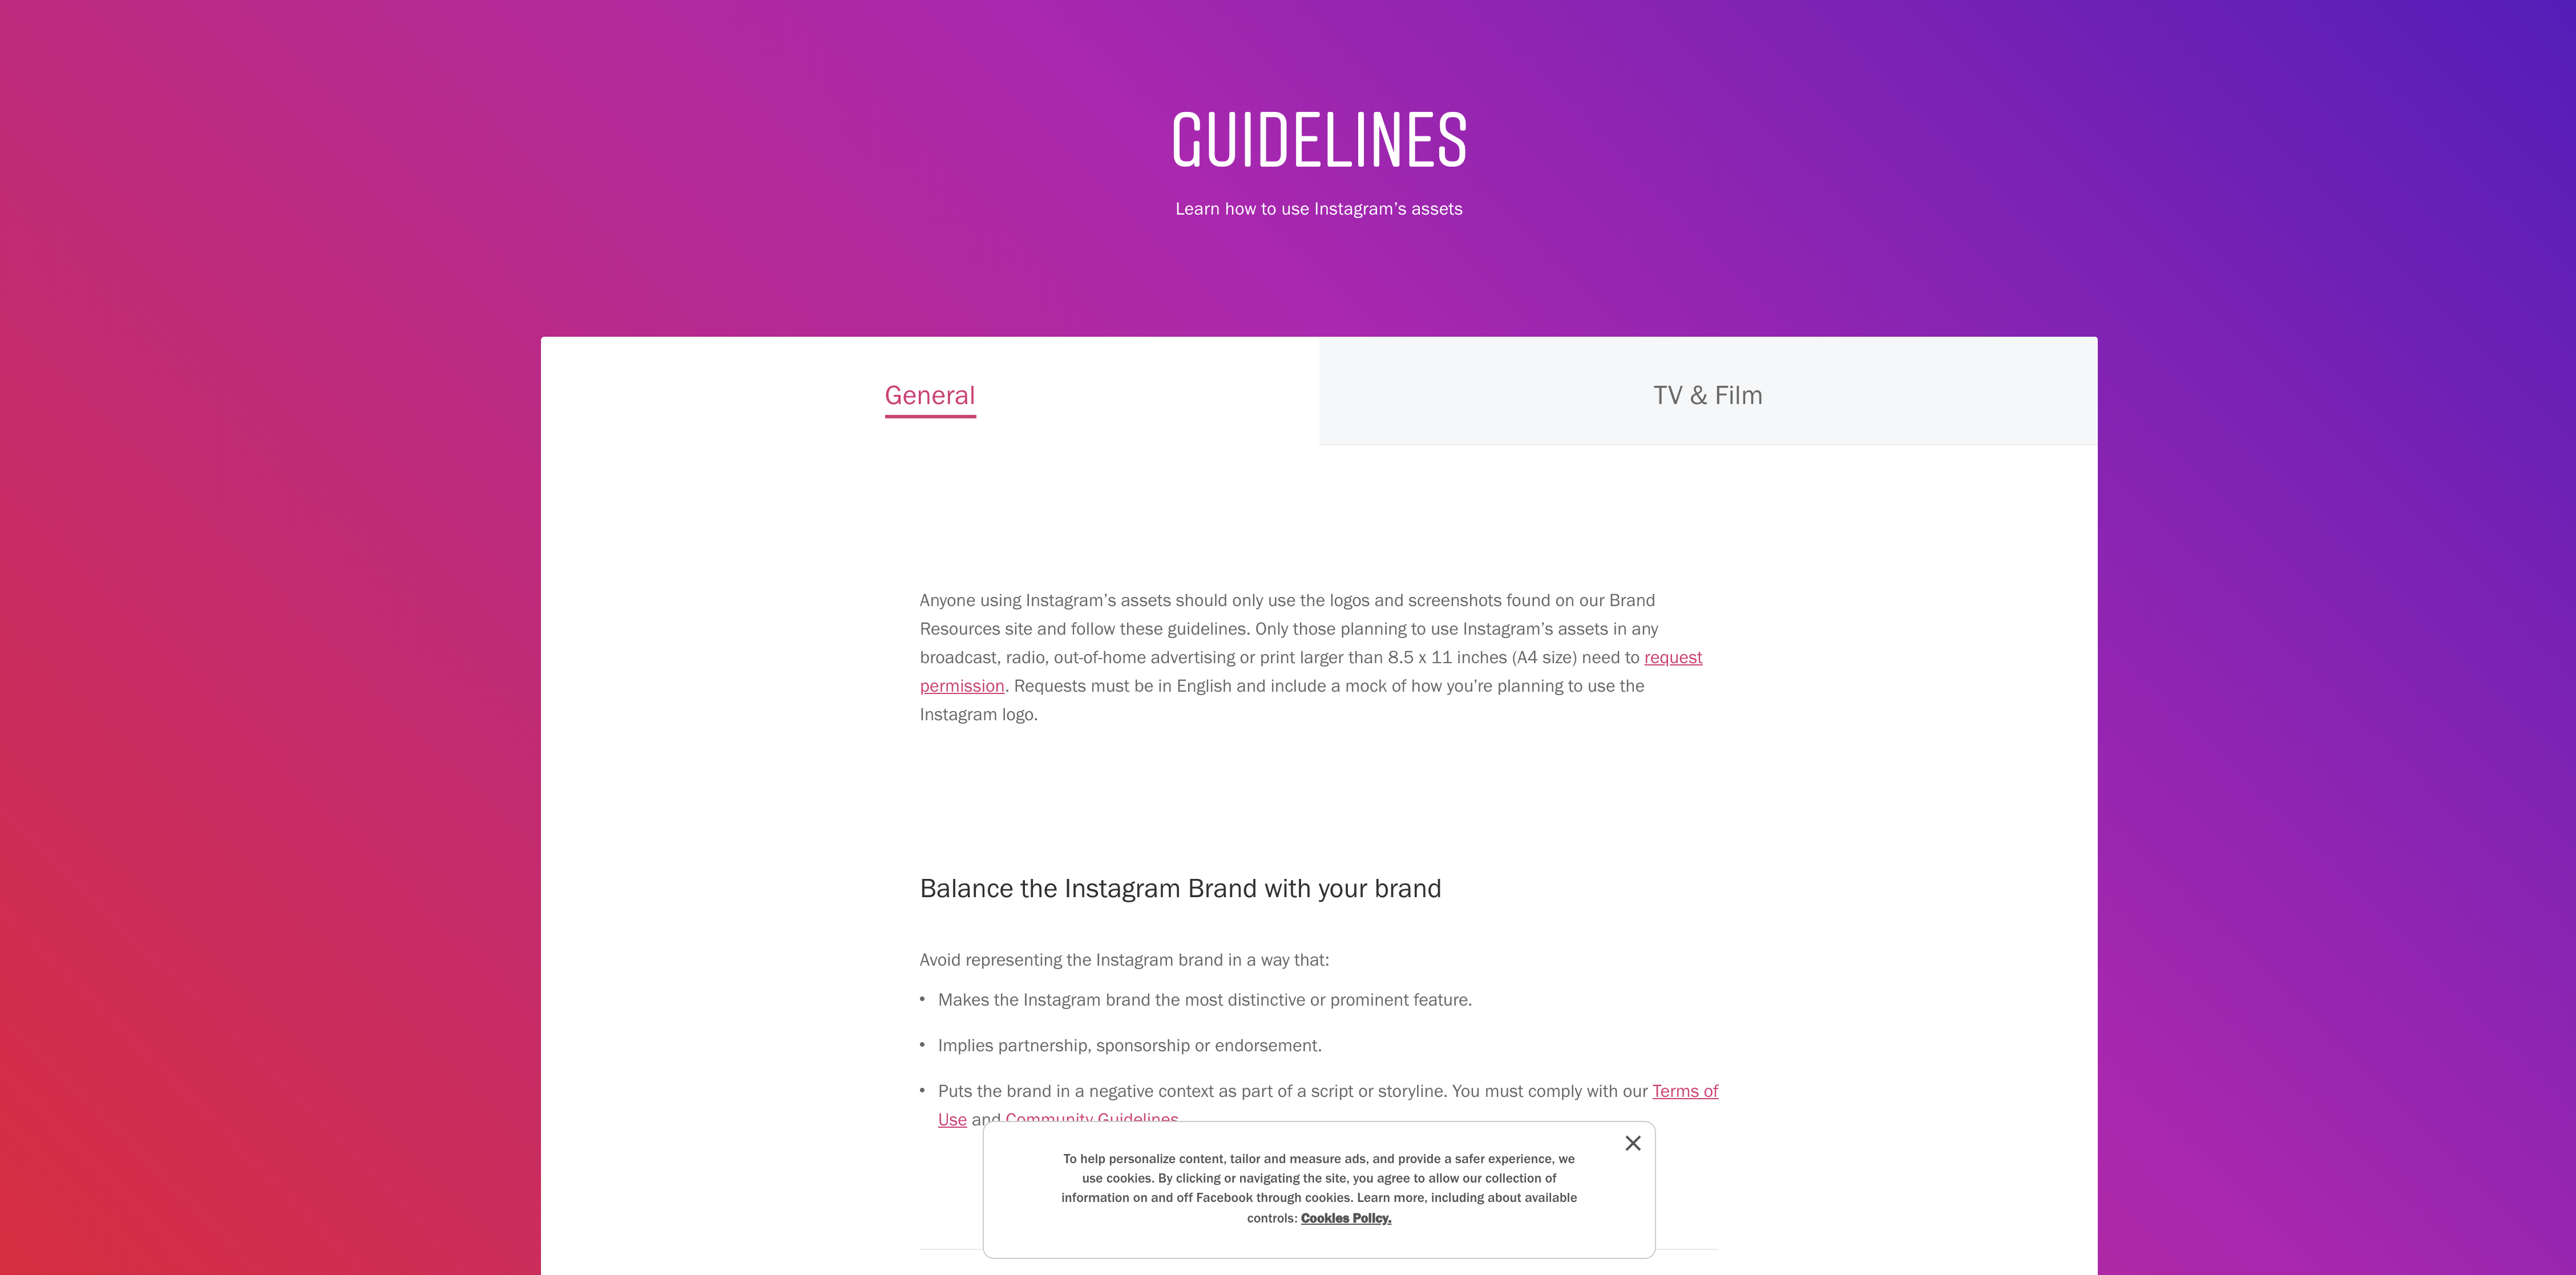 GUIDELINES
Learn how to use Instagram’s assets
General
TV & Film
Anyone using Instagram’s assets should only use the logos and screenshots found on our Brand
Resources site and follow these guidelines. Only those planning to use Instagram’s assets in any
broadcast, radio, out-of-home advertising or print larger than 8.5 x 11 inches (A4 size) need to request
permission. Requests must be in English and include a mock of how you’re planning to use the
Instagram logo.
Balance the Instagram Brand with your brand
Avoid representing the Instagram brand in a way that:
• Makes the Instagram brand the most distinctive or prominent feature.
• Implies partnership, sponsorship or endorsement.
• Puts the brand in a negative context as part of a script or storyline. You must comply with our Terms of
Use and Community Guidelines.
To help personalize content, tailor and measure ads, and provide a safer experience, we
use cookies. By clicking or navigating the site, you agree to allow our collection of
information on and off Facebook through cookies. Learn more, including about available
controls: Cookies Policy.